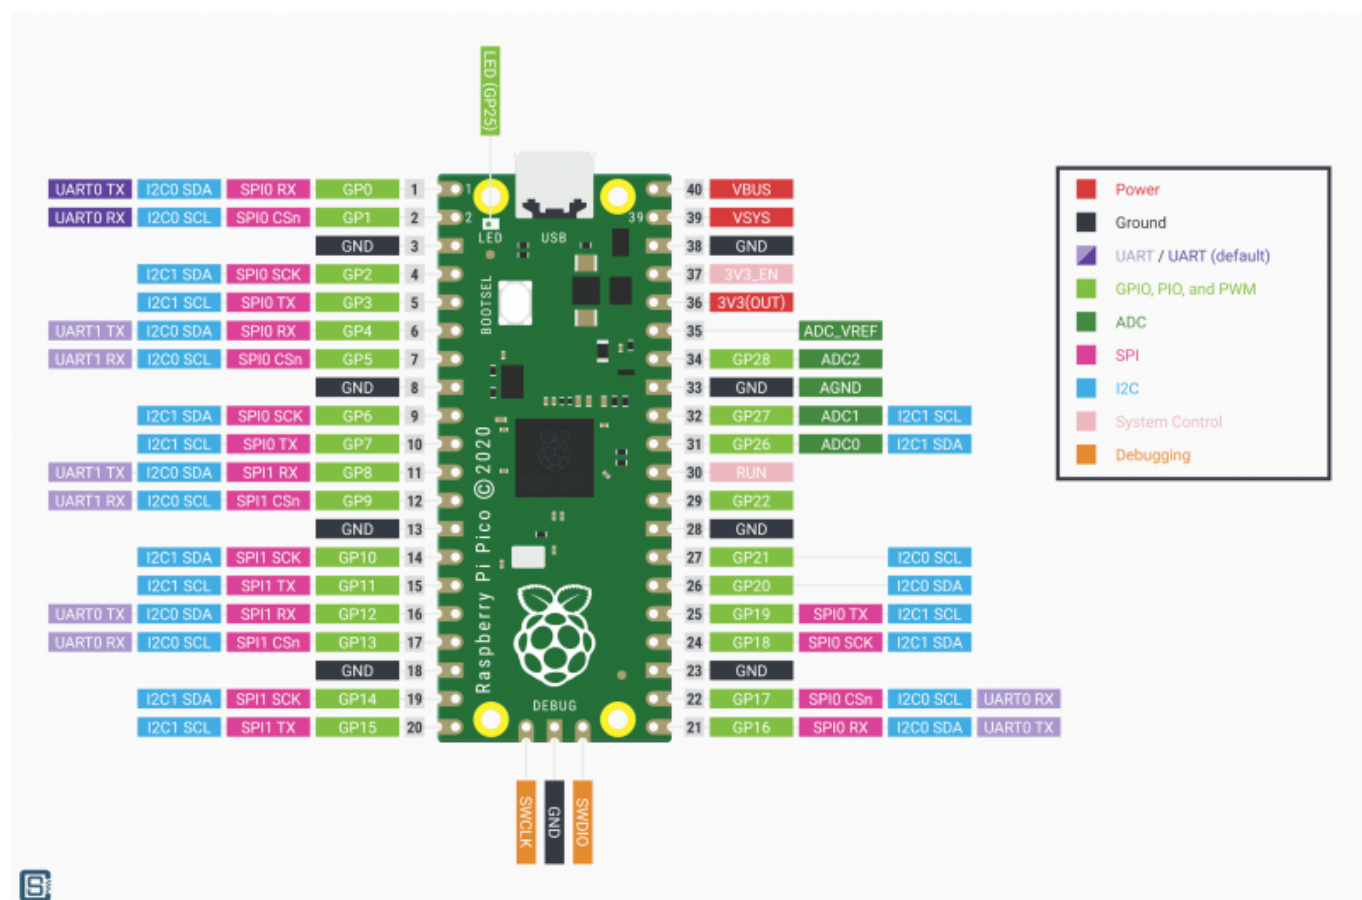 LED (GP25)
UART0 TX I2C0 SDA SPI0 RX GP0 1 1 40 VBUS
UART0 RX I2C0 SCL SPI0 CSn GP1 2 2 39 39 VSYS
LED USB
GND 3 38 GND
I2C1 SDA SPI0 SCK GP2 4 37 3V3_EN
BOOTSEL
I2C1 SCL SPI0 TX GP3 5 36 3V3(OUT)
UART1 TX I2C0 SDA SPI0 RX GP4 6 35 ADC_VREF
UART1 RX I2C0 SCL SPI0 CSn GP5 7 34 GP28 ADC2
GND 8 33 GND AGND
I2C1 SDA SPI0 SCK GP6 9 32 GP27 ADC1 I2C1 SCL
I2C1 SCL SPI0 TX GP7 10 31 GP26 ADC0 I2C1 SDA
UART1 TX I2C0 SDA SPI1 RX GP8 11 30 RUN
UART1 RX I2C0 SCL SPI1 CSn GP9 12 29 GP22
GND 13 28 GND
I2C1 SDA SPI1 SCK GP10 14 27 GP21 I2C0 SCL
I2C1 SCL SPI1 TX GP11 15 26 GP20 I2C0 SDA
UART0 TX I2C0 SDA SPI1 RX GP12 16 25 GP19 SPI0 TX I2C1 SCL
UART0 RX I2C0 SCL SPI1 CSn GP13 17 24 GP18 SPI0 SCK I2C1 SDA
GND 18 23 GND
I2C1 SDA SPI1 SCK GP14 19 22 GP17 SPI0 CSn I2C0 SCL UART0 RX
I2C1 SCL SPI1 TX GP15 20 21 GP16 SPI0 RX I2C0 SDA UART0 TX
Raspberry Pi Pico © 2020
DEBUG
SWCLK
GND
SWDIO
Power
Ground
UART / UART (default)
GPIO, PIO, and PWM
ADC
SPI
I2C
System Control
Debugging